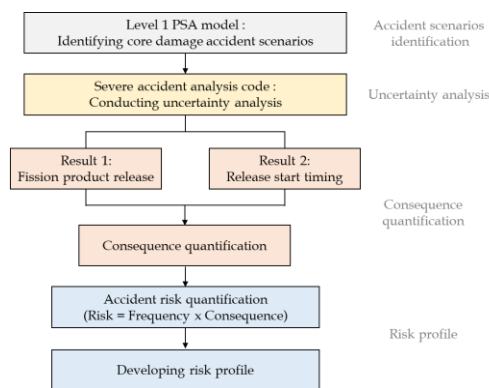 Level 1 PSA model :
Identifying core damage accident scenarios
Accident scenarios
identification
Severe accident analysis code :
Conducting uncertainty analysis
Uncertainty analysis
Result 1:
Fission product release
Result 2:
Release start timing
Consequence
quantification
Consequence quantification
Accident risk quantification
(Risk = Frequency x Consequence)
Risk profile
Developing risk profile